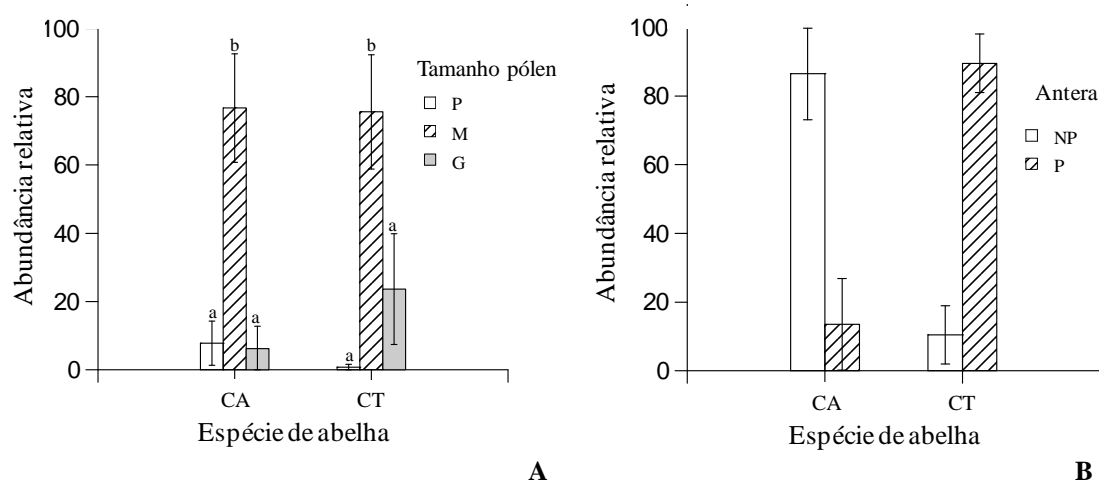 100
80
60
40
20
0
Abundância relativa
a
b
a
a
b
a
CA
CT
Espécie de abelha
Tamanho pólen
P
M
G
A
100
80
60
40
20
0
Abundância relativa
CA
CT
Espécie de abelha
Antera
NP
P
B